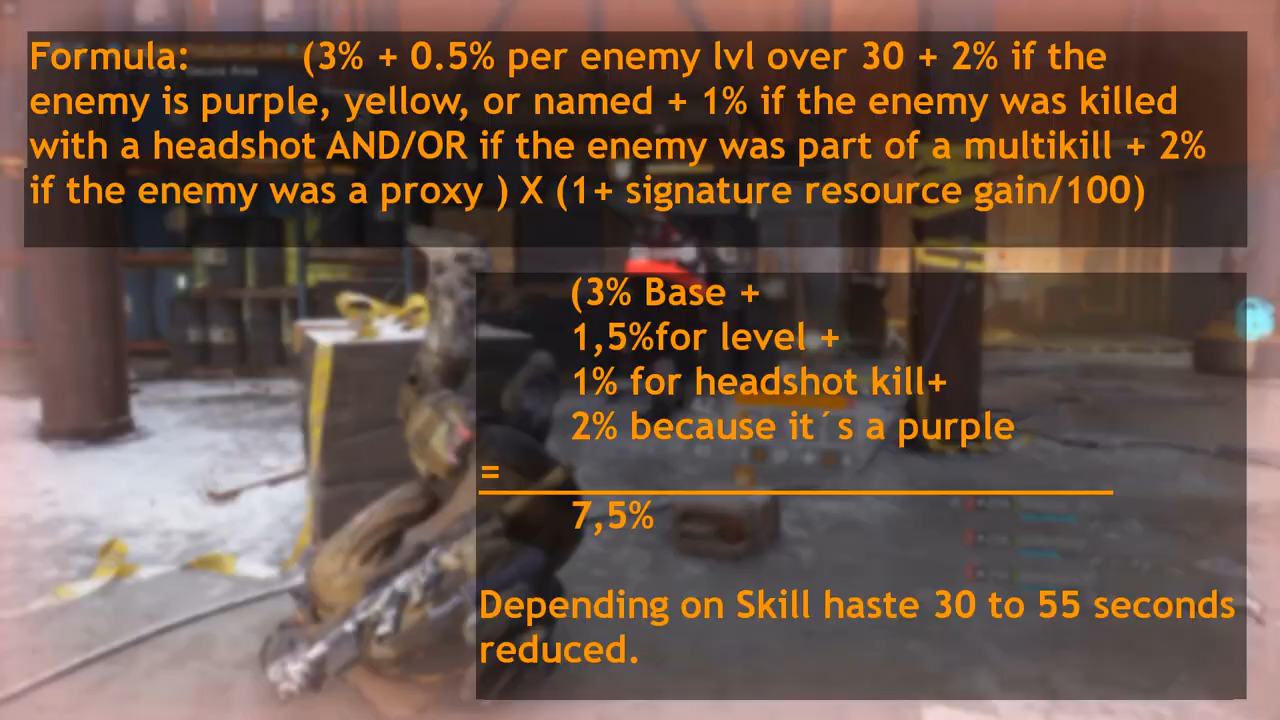 Formula: (3% + 0.5% per enemy lvl over 30 + 2% if the
enemy is purple, yellow, or named + 1% if the enemy was killed
with a headshot AND/OR if the enemy was part of a multikill + 2%
if the enemy was a proxy ) X (1+ signature resource gain/100)
(3% Base +
1,5%for level +
1% for headshot kill+
2% because it´s a purple
=
7,5%
Depending on Skill haste 30 to 55 seconds
reduced.